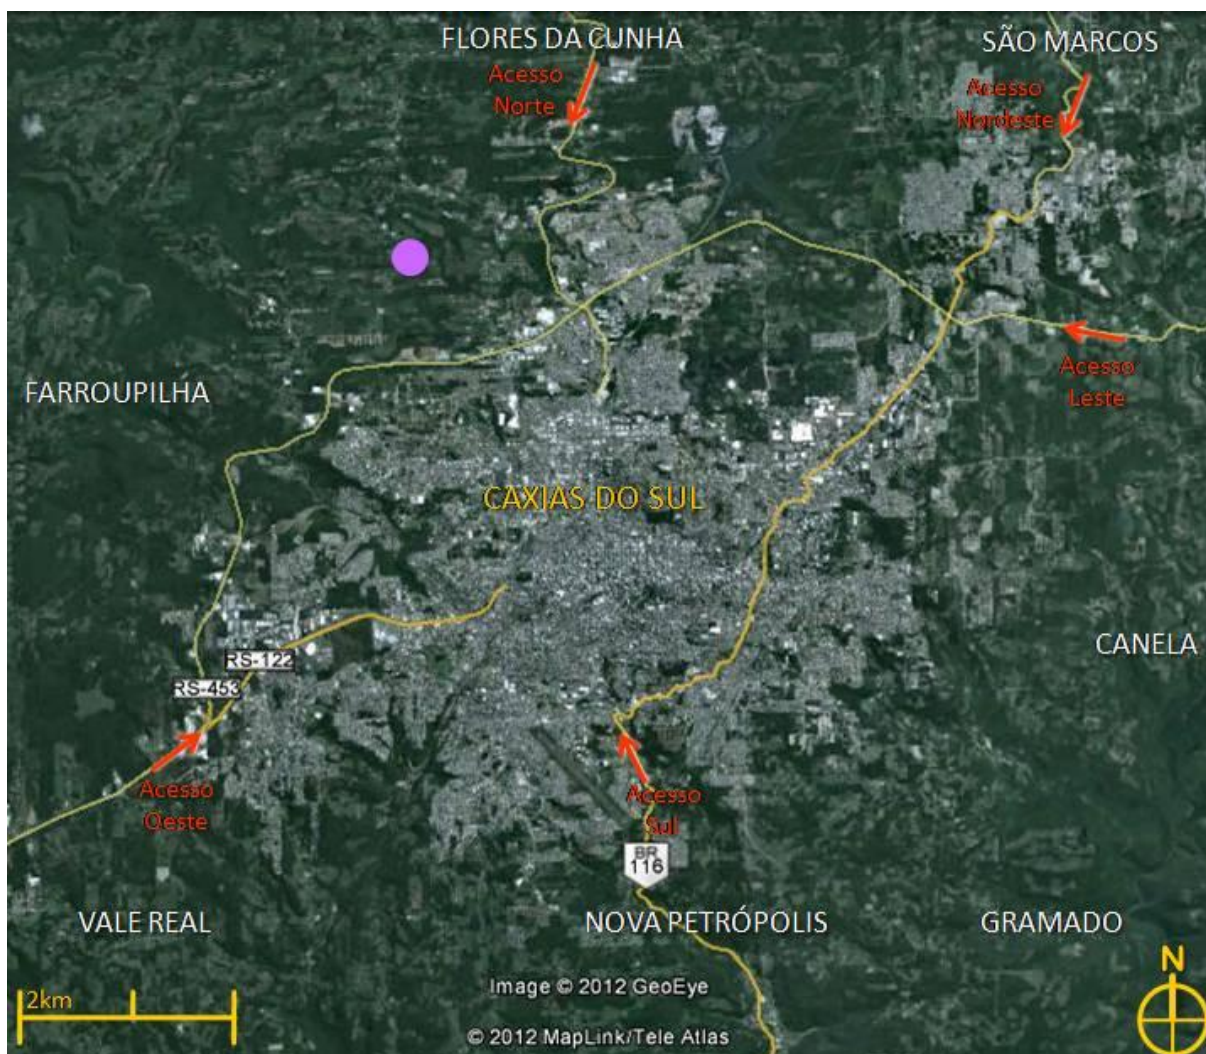 FLORES DA CUNHA
SÃO MARCOS
Acesso
Norte
Acesso
Nordeste
Acesso
Leste
FARROUPILHA
CAXIAS DO SUL
CANELA
RS-122
RS-453
Acesso
Oeste
Acesso
Sul
BR
116
VALE REAL
NOVA PETRÓPOLIS
GRAMADO
N
2km
Image © 2012 GeoEye
© 2012 MapLink/Tele Atlas